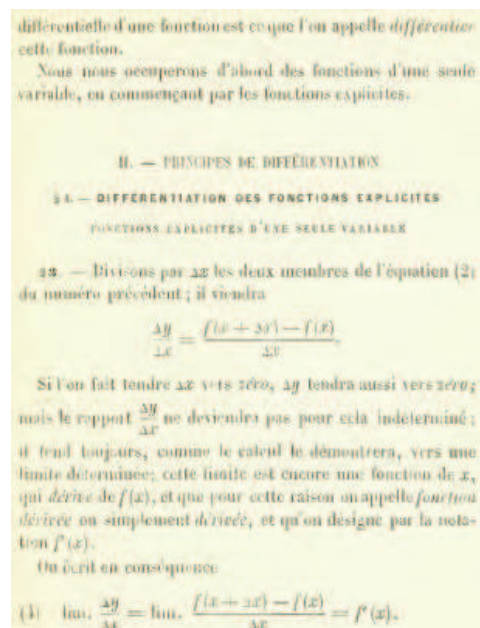 différentielle d'une fonction est ce que l'on appelle différentier
cette fonction.
Nous nous occuperons d'abord des fonctions d'une seule
variable, en commençant par les fonctions explicites.
II. — PRINCIPES DE DIFFÉRENTIATION
§ 1. — DIFFÉRENTIATION DES FONCTIONS EXPLICITES
FONCTIONS EXPLICITES D'UNE SEULE VARIABLE
— Divisons par Δx les deux membres de l'équation (2)
du numéro précédent ; il viendra
Δy/Δx = (f(x + Δx) — f(x))/Δx.
Si l'on fait tendre Δx vers zéro, Δy tendra aussi vers zéro ;
mais le rapport Δy/Δx ne deviendra pas pour cela indéterminé ;
il tend toujours, comme le calcul le démontrera, vers une
limite déterminée ; cette limite est encore une fonction de x,
qui dérive de f(x), et que pour cette raison on appelle fonction
dérivée ou simplement dérivée, et qu'on désigne par la nota-
tion f'(x).
On écrit en conséquence
lim. Δy/Δx = lim. (f(x + Δx) — f(x))/Δx = f'(x).